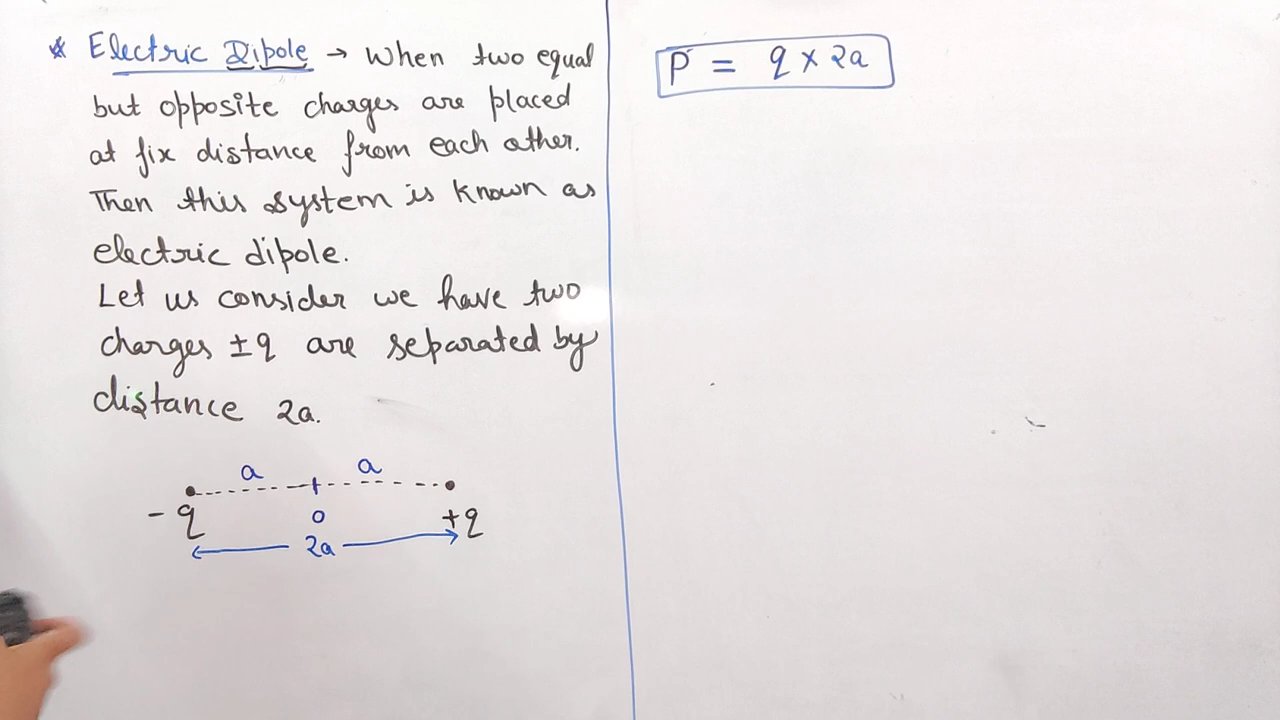 * Electric Dipole → When two equal
but opposite charges are placed
at fix distance from each other.
Then this system is known as
electric dipole.
Let us consider we have two
charges ±q are separated by
distance 2a.
a a
-q o +q
2a
P = q × 2a